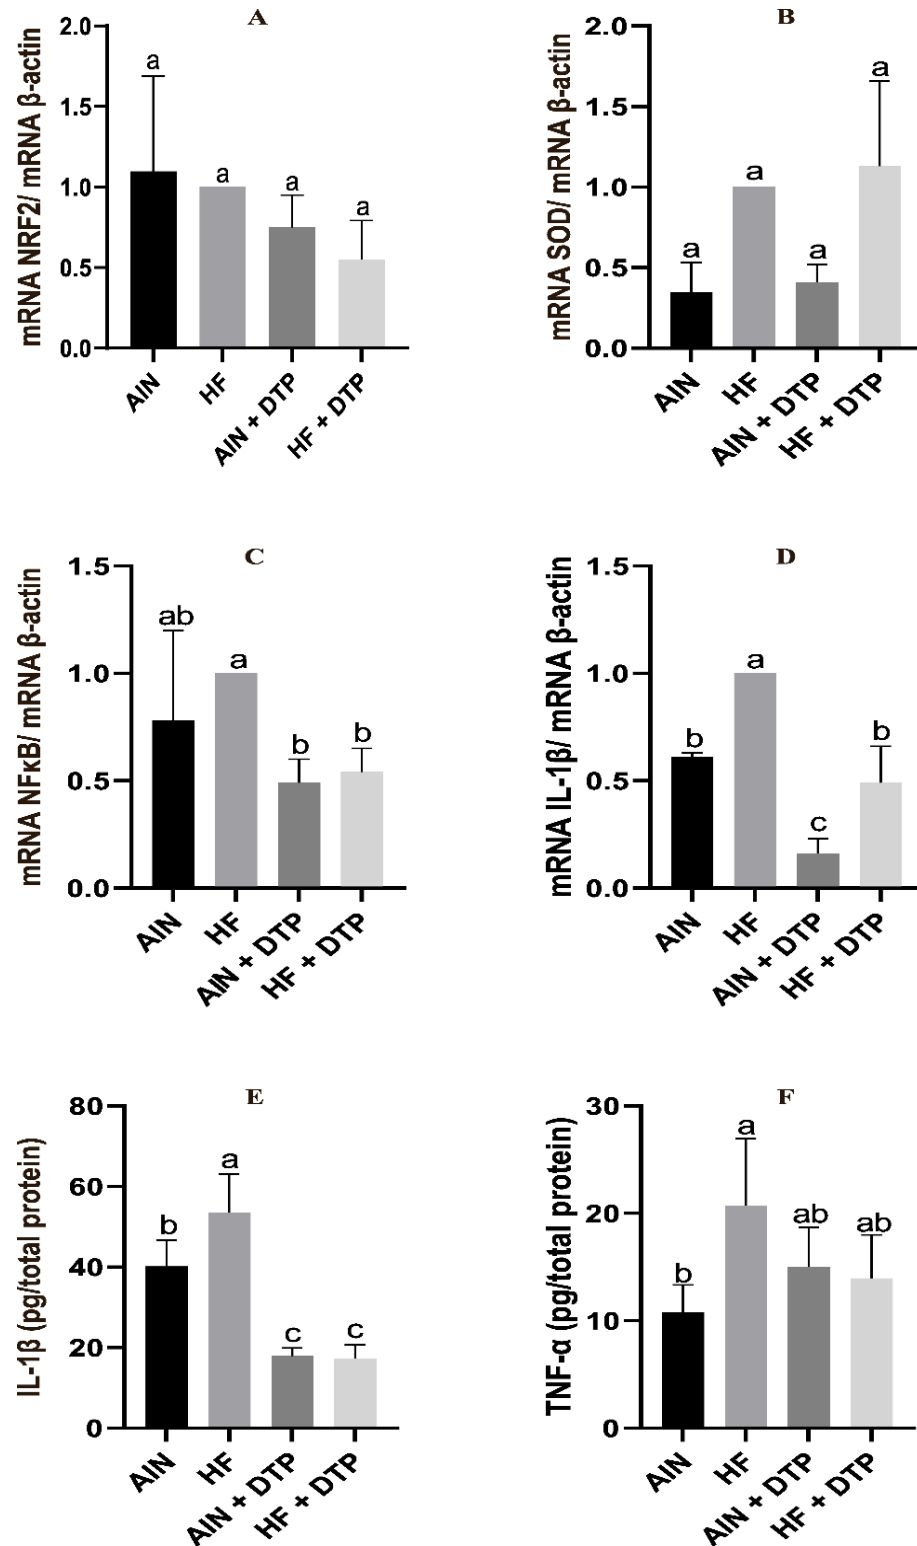 A
mRNA NRF2/ mRNA β-actin
2.0
1.5
1.0
0.5
0.0
a
a
a
a
AIN
HF
AIN + DTP
HF + DTP
B
mRNA SOD/ mRNA β-actin
2.0
1.5
1.0
0.5
0.0
a
a
a
a
AIN
HF
AIN + DTP
HF + DTP
C
mRNA NFκB/ mRNA β-actin
1.5
1.0
0.5
0.0
ab
a
b
b
AIN
HF
AIN + DTP
HF + DTP
D
mRNA IL-1β/ mRNA β-actin
1.5
1.0
0.5
0.0
b
a
c
b
AIN
HF
AIN + DTP
HF + DTP
E
IL-1β (pg/total protein)
80
60
40
20
0
b
a
c
c
AIN
HF
AIN + DTP
HF + DTP
F
TNF-α (pg/total protein)
30
20
10
0
b
a
ab
ab
AIN
HF
AIN + DTP
HF + DTP